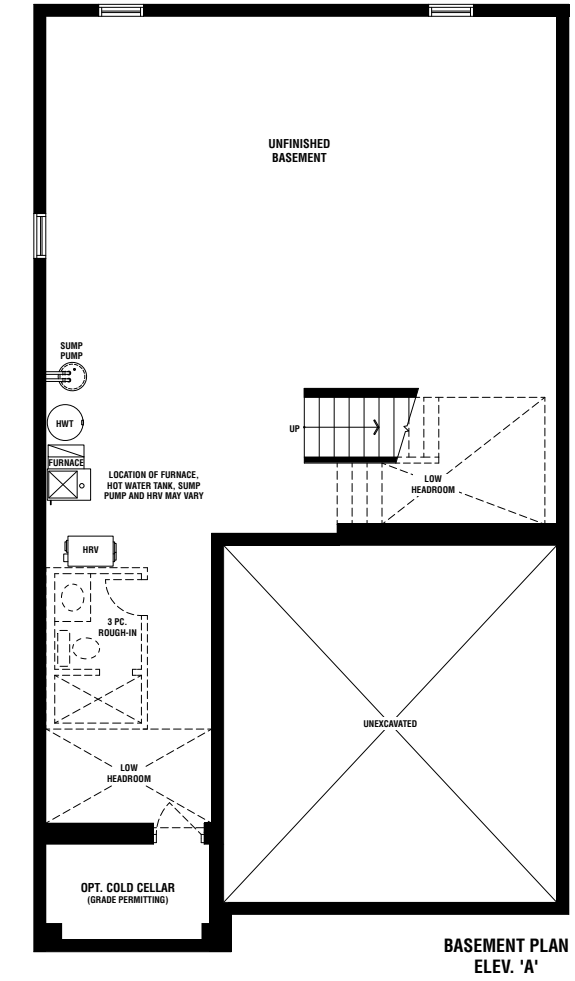 UNFINISHED
BASEMENT
SUMP
PUMP
HWT
UP
FURNACE
LOCATION OF FURNACE,
HOT WATER TANK, SUMP
PUMP AND HRV MAY VARY
LOW
HEADROOM
HRV
3 PC.
ROUGH-IN
UNEXCAVATED
LOW
HEADROOM
OPT. COLD CELLAR
(GRADE PERMITTING)
BASEMENT PLAN
ELEV. 'A'